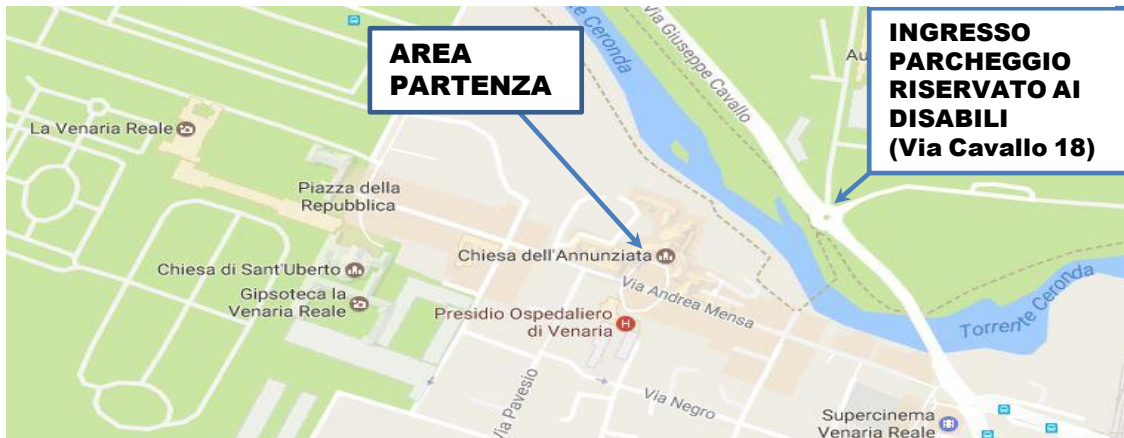 AREA
PARTENZA
INGRESSO
PARCHEGGIO
RISERVATO AI
DISABILI
(Via Cavallo 18)
Ceronda
Via Giuseppe Cavallo
Au
La Venaria Reale
Piazza della
Repubblica
Chiesa dell'Annunziata
Chiesa di Sant'Uberto
Gipsoteca la
Venaria Reale
Via Andrea Mensa
Presidio Ospedaliero
di Venaria
Torrente Ceronda
Via Pavesio
Via Negro
Supercinema
Venaria Reale